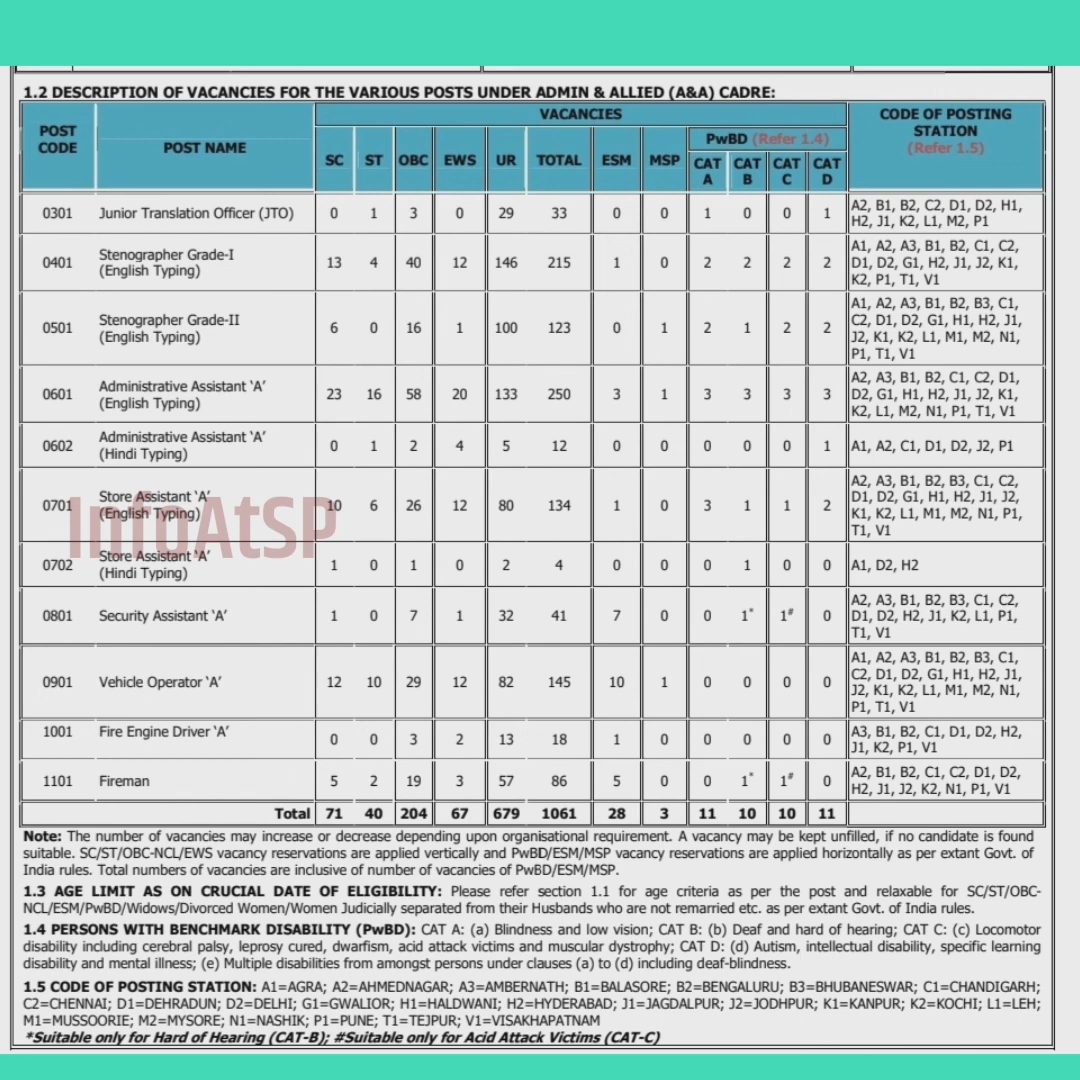 1.2 DESCRIPTION OF VACANCIES FOR THE VARIOUS POSTS UNDER ADMIN & ALLIED (A&A) CADRE:
POST CODE POST NAME VACANCIES CODE OF POSTING STATION (Refer 1.5)
SC ST OBC EWS UR TOTAL ESM MSP PwBD (Refer 1.4)
CAT A CAT B CAT C CAT D
0301 Junior Translation Officer (JTO) 0 1 3 0 29 33 0 0 1 0 0 1 A2, B1, B2, C2, D1, D2, H1,
H2, J1, K2, L1, M2, P1
0401 Stenographer Grade-I
(English Typing) 13 4 40 12 146 215 1 0 2 2 2 2 A1, A2, A3, B1, B2, C1, C2,
D1, D2, G1, H2, J1, J2, K1,
K2, P1, T1, V1
0501 Stenographer Grade-II
(English Typing) 6 0 16 1 100 123 0 1 2 1 2 2 A1, A2, A3, B1, B2, B3, C1,
C2, D1, D2, G1, H1, H2, J1,
J2, K1, K2, L1, M1, M2, N1,
P1, T1, V1
0601 Administrative Assistant ‘A’
(English Typing) 23 16 58 20 133 250 3 1 3 3 3 3 A2, A3, B1, B2, C1, C2, D1,
D2, G1, H1, H2, J1, J2, K1,
K2, L1, M2, N1, P1, T1, V1
0602 Administrative Assistant ‘A’
(Hindi Typing) 0 1 2 4 5 12 0 0 0 0 0 1 A1, A2, C1, D1, D2, J2, P1
0701 Store Assistant ‘A’
(English Typing) 10 6 26 12 80 134 1 0 3 1 1 2 A2, A3, B1, B2, B3, C1, C2,
D1, D2, G1, H1, H2, J1, J2,
K1, K2, L1, M1, M2, N1, P1,
T1, V1
InfoAtSP
0702 Store Assistant ‘A’
(Hindi Typing) 1 0 1 0 2 4 0 0 0 1 0 0 A1, D2, H2
0801 Security Assistant ‘A’ 1 0 7 1 32 41 7 0 0 1* 1# 0 A2, A3, B1, B2, B3, C1, C2,
D1, D2, H2, J1, K2, L1, P1,
T1, V1
0901 Vehicle Operator ‘A’ 12 10 29 12 82 145 10 1 0 0 0 0 A1, A2, A3, B1, B2, B3, C1,
C2, D1, D2, G1, H1, H2, J1,
J2, K1, K2, L1, M1, M2, N1,
P1, T1, V1
1001 Fire Engine Driver ‘A’ 0 0 3 2 13 18 1 0 0 0 0 0 A3, B1, B2, C1, D1, D2, H2,
J1, K2, P1, V1
1101 Fireman 5 2 19 3 57 86 5 0 0 1* 1# 0 A2, B1, B2, C1, C2, D1, D2,
H2, J1, J2, K2, N1, P1, V1
Total 71 40 204 67 679 1061 28 3 11 10 10 11
Note: The number of vacancies may increase or decrease depending upon organisational requirement. A vacancy may be kept unfilled, if no candidate is found
suitable. SC/ST/OBC-NCL/EWS vacancy reservations are applied vertically and PwBD/ESM/MSP vacancy reservations are applied horizontally as per extant Govt. of
India rules. Total numbers of vacancies are inclusive of number of vacancies of PwBD/ESM/MSP.
1.3 AGE LIMIT AS ON CRUCIAL DATE OF ELIGIBILITY: Please refer section 1.1 for age criteria as per the post and relaxable for SC/ST/OBC-
NCL/ESM/PwBD/Widows/Divorced Women/Women Judicially separated from their Husbands who are not remarried etc. as per extant Govt. of India rules.
1.4 PERSONS WITH BENCHMARK DISABILITY (PwBD): CAT A: (a) Blindness and low vision; CAT B: (b) Deaf and hard of hearing; CAT C: (c) Locomotor
disability including cerebral palsy, leprosy cured, dwarfism, acid attack victims and muscular dystrophy; CAT D: (d) Autism, intellectual disability, specific learning
disability and mental illness; (e) Multiple disabilities from amongst persons under clauses (a) to (d) including deaf-blindness.
1.5 CODE OF POSTING STATION: A1=AGRA; A2=AHMEDNAGAR; A3=AMBERNATH; B1=BALASORE; B2=BENGALURU; B3=BHUBANESWAR; C1=CHANDIGARH;
C2=CHENNAI; D1=DEHRADUN; D2=DELHI; G1=GWALIOR; H1=HALDWANI; H2=HYDERABAD; J1=JAGDALPUR; J2=JODHPUR; K1=KANPUR; K2=KOCHI; L1=LEH;
M1=MUSSOORIE; M2=MYSORE; N1=NASHIK; P1=PUNE; T1=TEJPUR; V1=VISAKHAPATNAM
*Suitable only for Hard of Hearing (CAT-B); #Suitable only for Acid Attack Victims (CAT-C)